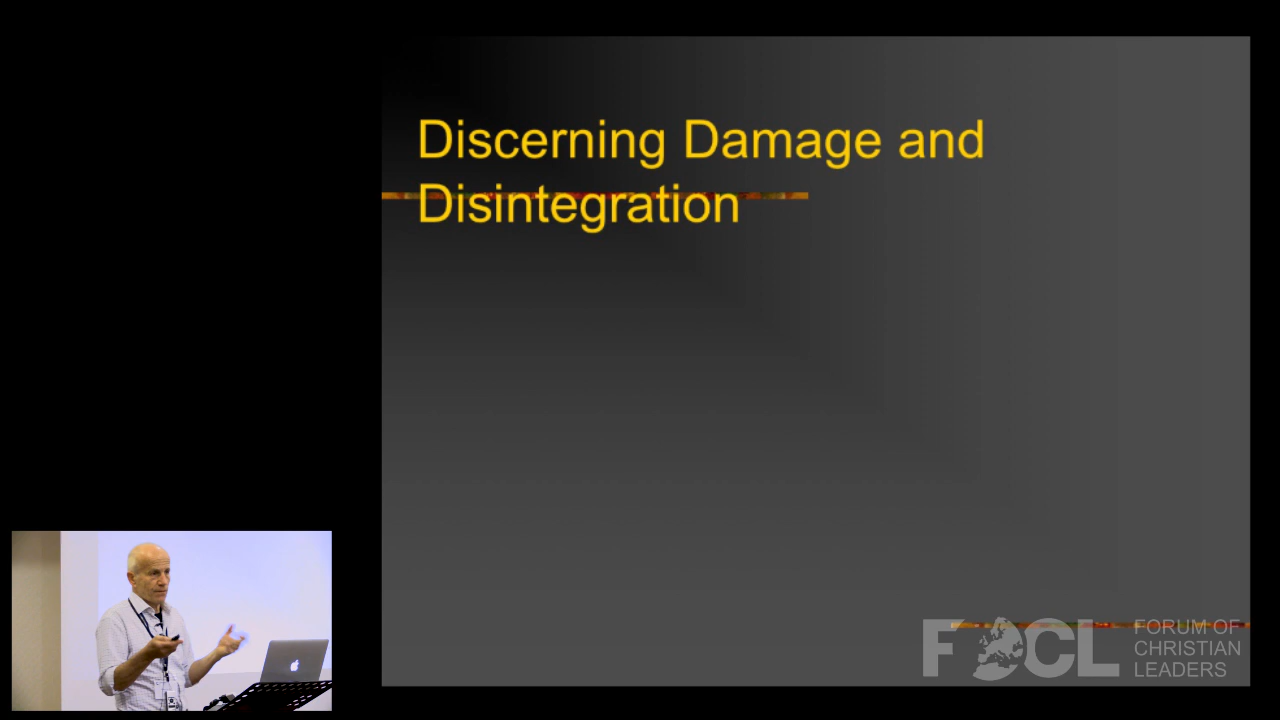 Discerning Damage and
Disintegration
FOCL
FORUM OF
CHRISTIAN
LEADERS